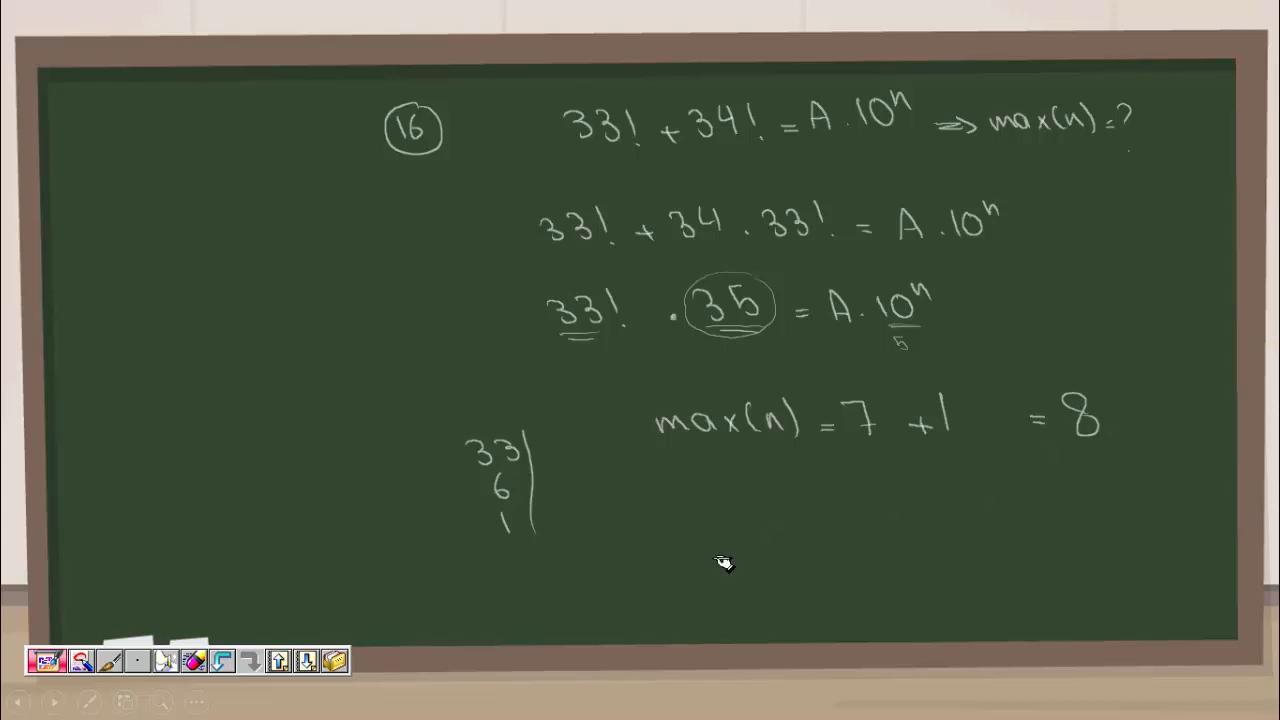 16 33! + 34! = A · 10ⁿ ⇒ max(n) = ?
33! + 34 · 33! = A · 10ⁿ
33! · 35 = A · 10ⁿ
5
max(n) = 7 + 1 = 8
33
6
1